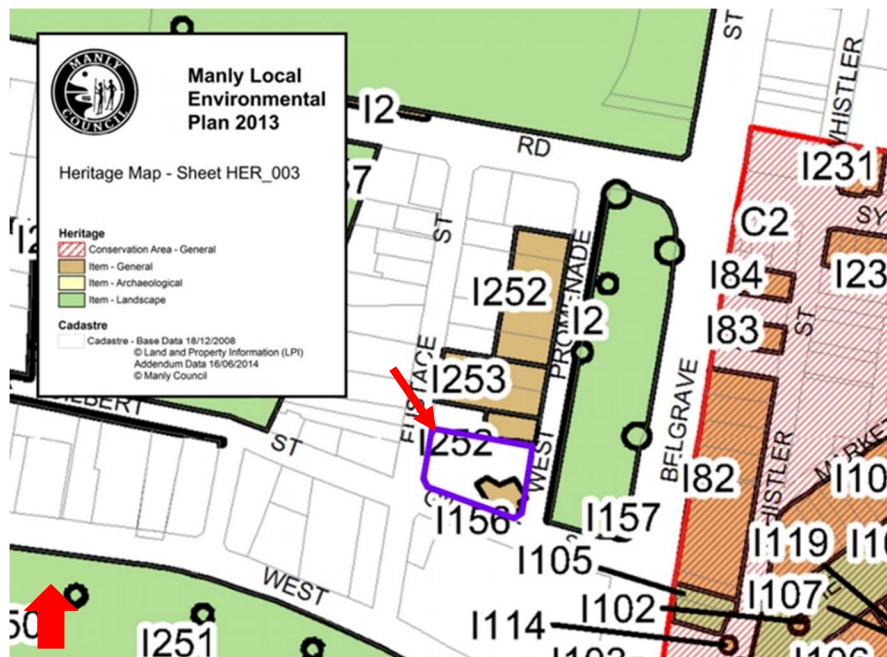 MANLY
COUNCIL
Manly Local
Environmental
Plan 2013
Heritage Map - Sheet HER_003
Heritage
Conservation Area - General
Item - General
Item - Archaeological
Item - Landscape
Cadastre
Cadastre - Base Data 18/12/2008
© Land and Property Information (LPI)
Addendum Data 16/06/2014
© Manly Council
ST
WHISTLER
I2
RD
I231
C2
SY
ST
I252
PROMENADE
I2
I84
I23
I83
ST
EUSTACE
I253
BELGRAVE
I252
WEST
I82
MARKET
ST
WHISTLER
I10
I156
I157
I119
I105
WEST
I102
I107
I114
I251
I106